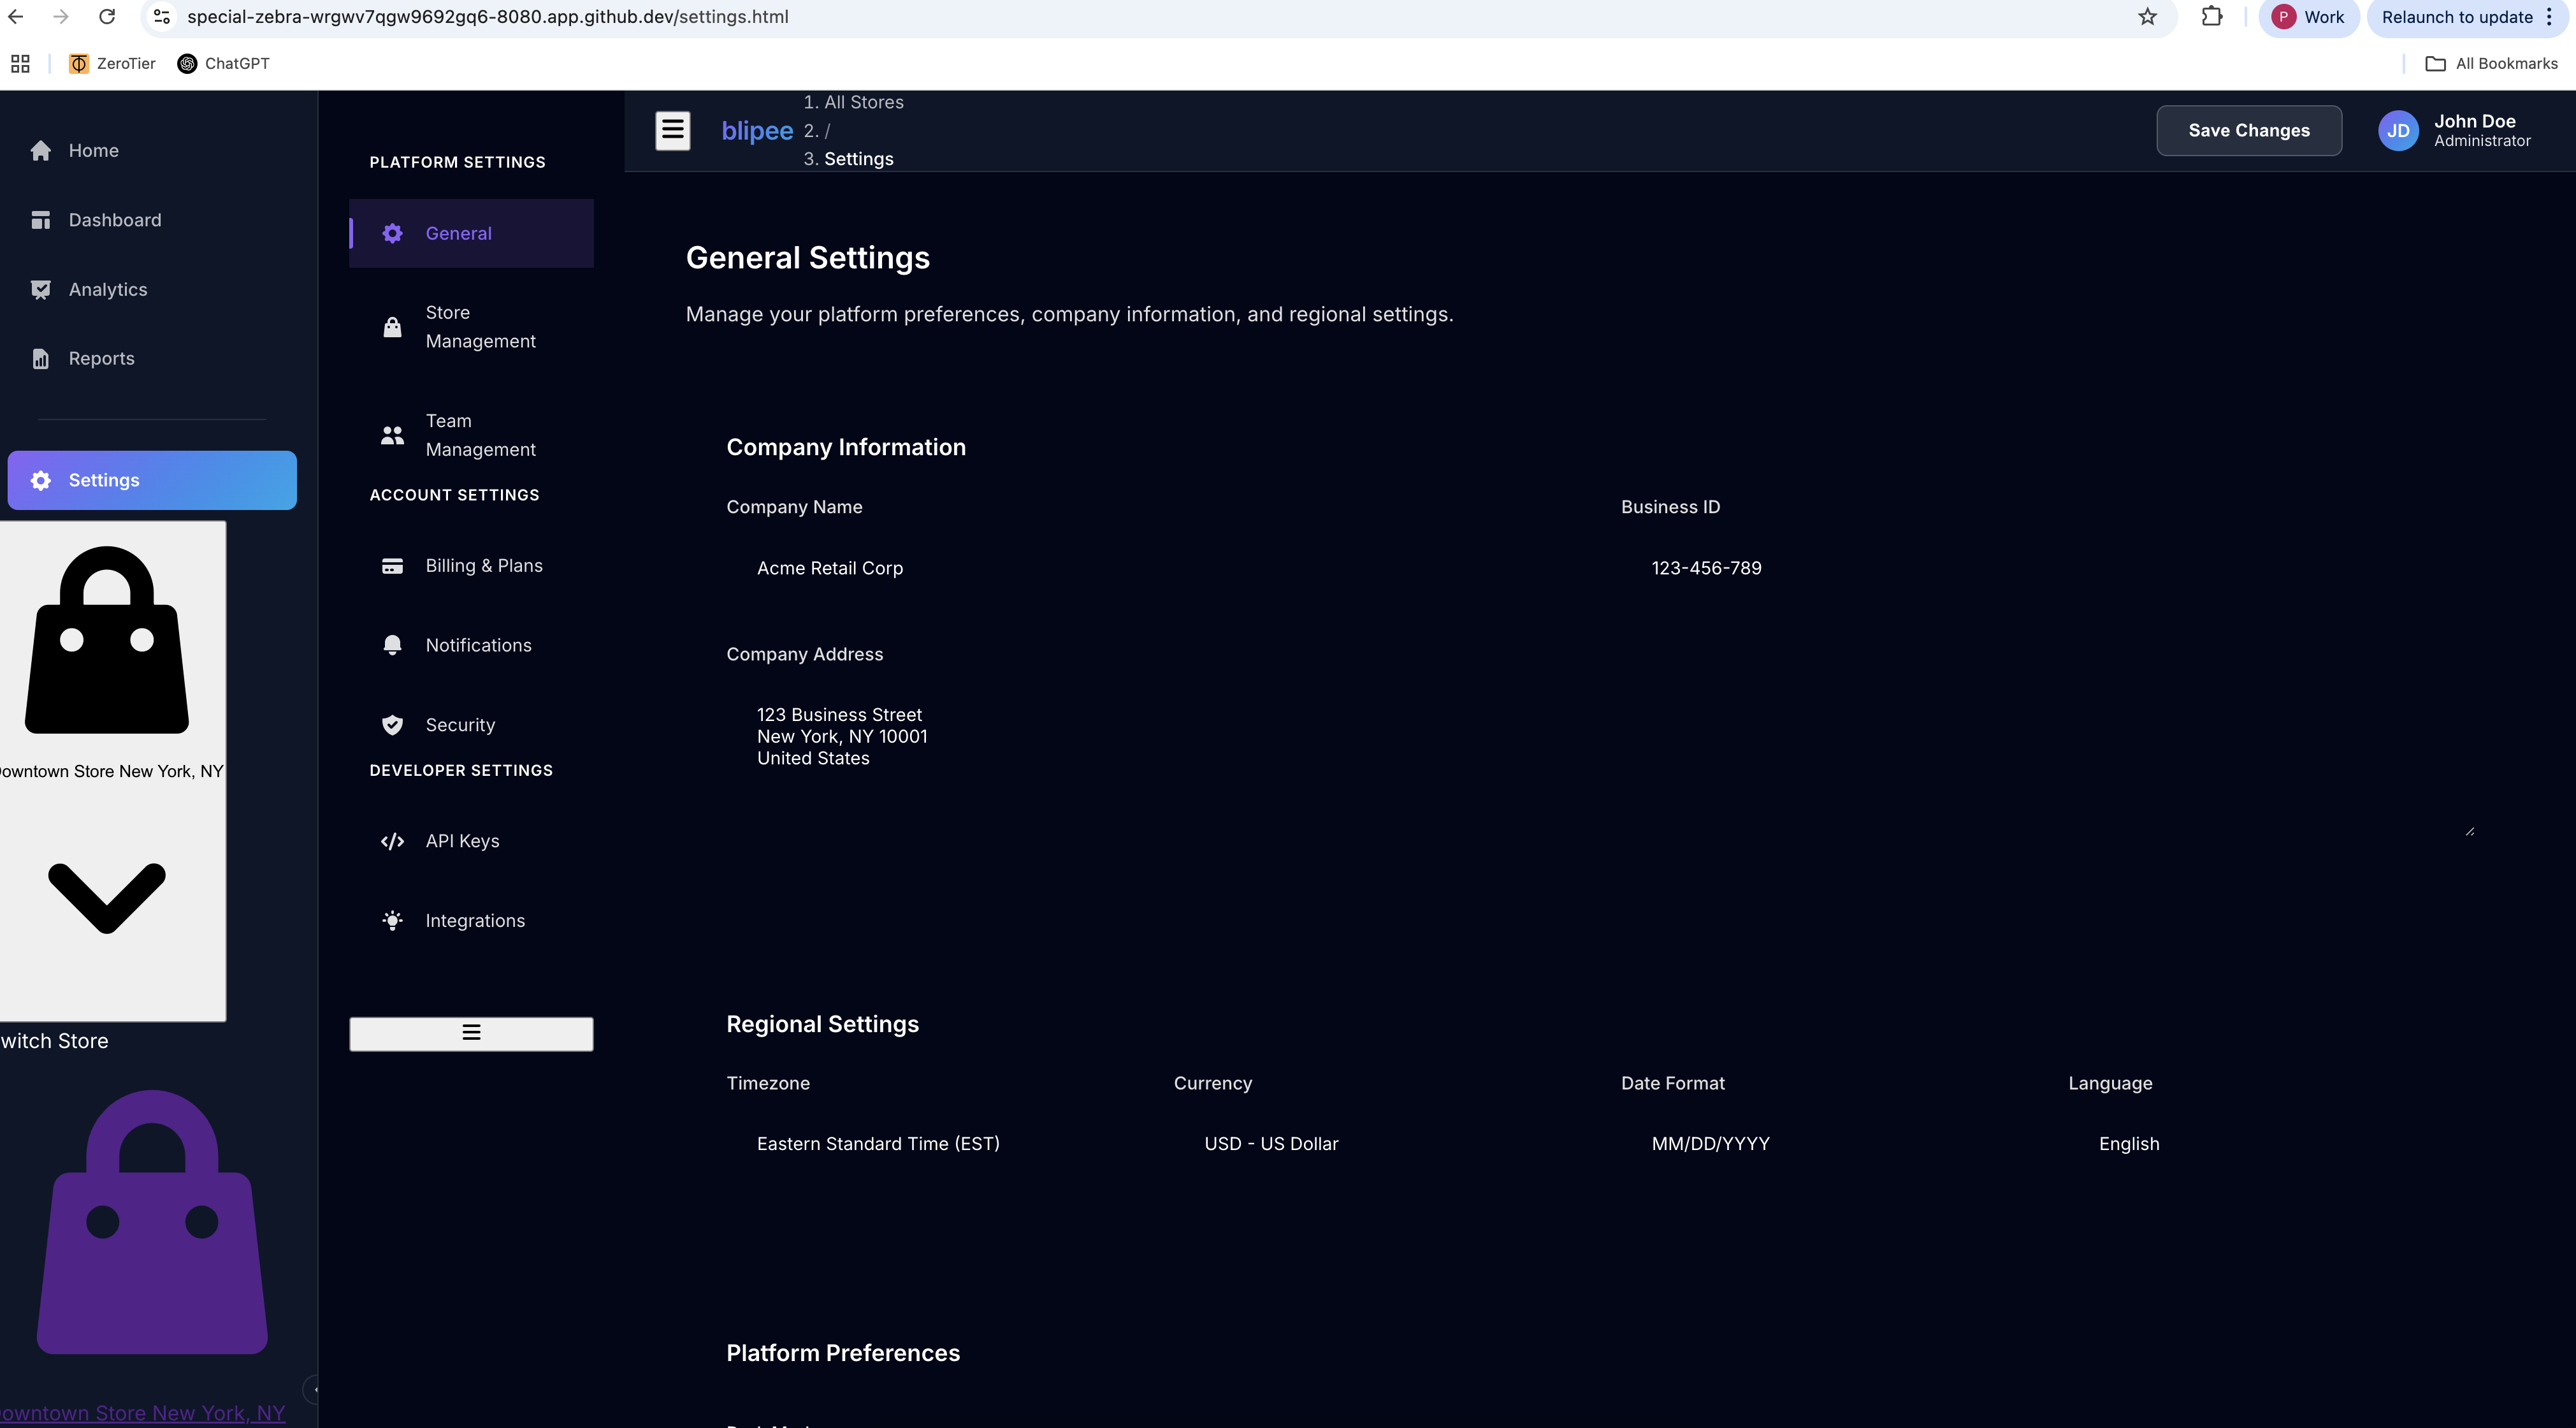 special-zebra-wrgwv7qgw9692gq6-8080.app.github.dev/settings.html
P Work
Relaunch to update
ZeroTier
ChatGPT
All Bookmarks
Home
Dashboard
Analytics
Reports
Settings
owntown Store New York, NY
witch Store
owntown Store New York, NY
PLATFORM SETTINGS
General
Store
Management
Team
Management
ACCOUNT SETTINGS
Billing & Plans
Notifications
Security
DEVELOPER SETTINGS
API Keys
Integrations
blipee
1. All Stores
2. /
3. Settings
Save Changes
JD
John Doe
Administrator
General Settings
Manage your platform preferences, company information, and regional settings.
Company Information
Company Name
Business ID
Acme Retail Corp
123-456-789
Company Address
123 Business Street
New York, NY 10001
United States
Regional Settings
Timezone
Currency
Date Format
Language
Eastern Standard Time (EST)
USD - US Dollar
MM/DD/YYYY
English
Platform Preferences